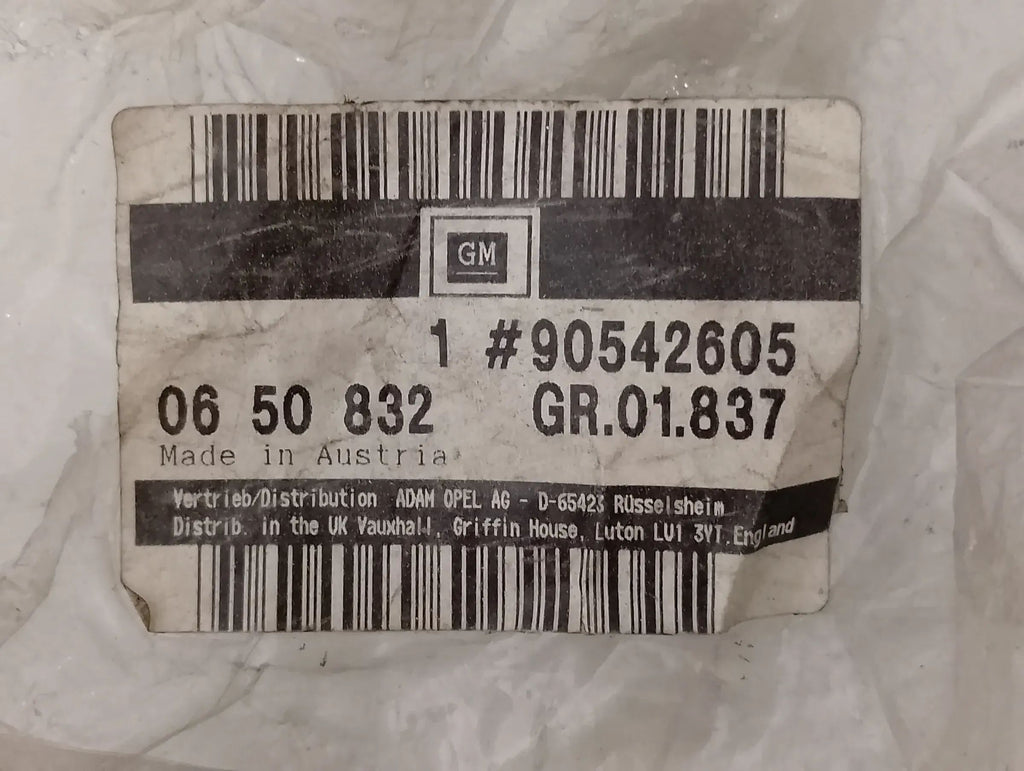 GM
1 #90542605
06 50 832 GR.01.837
Made in Austria
Vertrieb/Distribution ADAM OPEL AG - D-65423 Rüsselsheim
Distrib. in the UK Vauxhall, Griffin House, Luton LU1 3YT.England